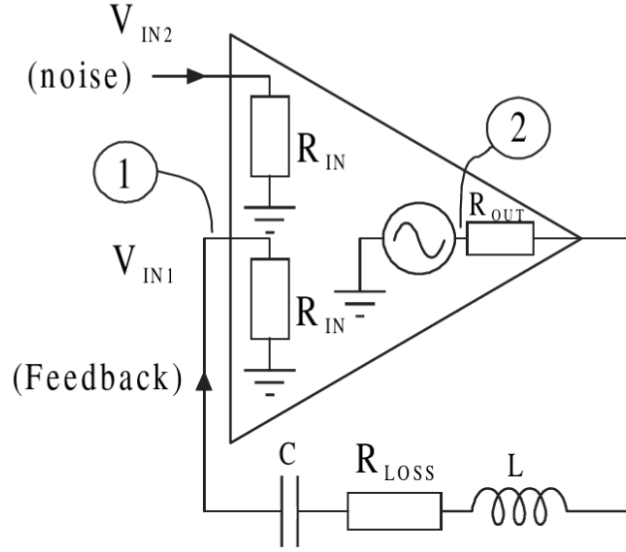 V IN2
(noise)
R IN
2
1
R OUT
V IN1
R IN
(Feedback)
C
R LOSS
L